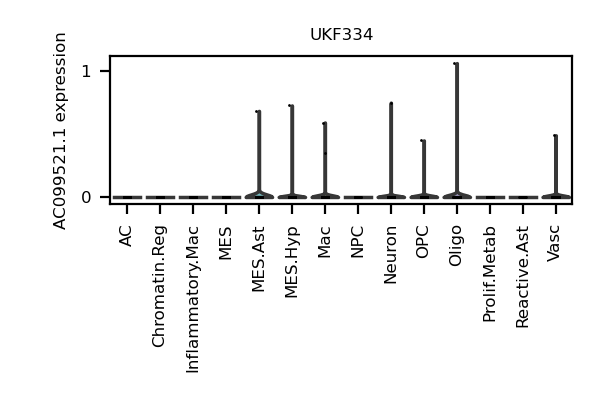 UKF334
AC099521.1 expression
1
0
AC
Chromatin.Reg
Inflammatory.Mac
MES
MES.Ast
MES.Hyp
Mac
NPC
Neuron
OPC
Oligo
Prolif.Metab
Reactive.Ast
Vasc